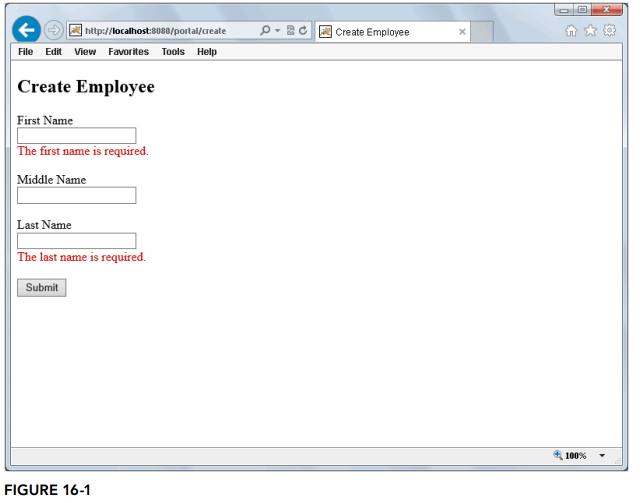 http://localhost:8080/portal/create
Create Employee
File Edit View Favorites Tools Help
Create Employee
First Name
The first name is required.
Middle Name
Last Name
The last name is required.
Submit
100%
FIGURE 16-1